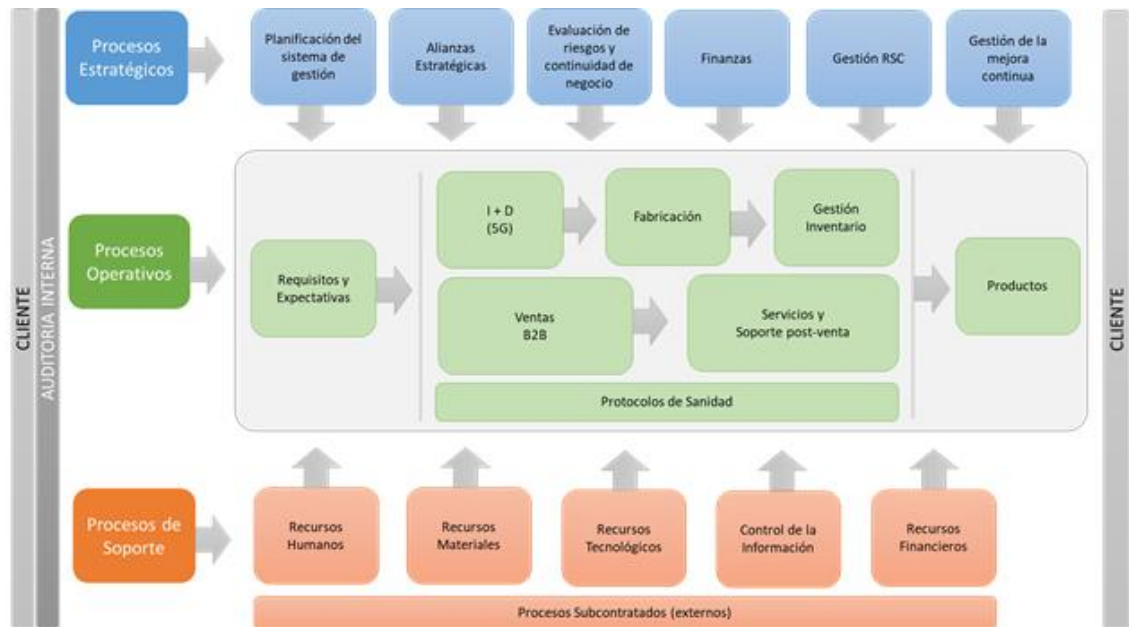 CLIENTE
AUDITORIA INTERNA
Procesos
Estratégicos
Planificación del
sistema de
gestión
Alianzas
Estratégicas
Evaluación de
riesgos y
continuidad de
negocio
Finanzas
Gestión RSC
Gestión de la
mejora
continua
Procesos
Operativos
Requisitos y
Expectativas
I + D
(5G)
Fabricación
Gestión
Inventario
Ventas
B2B
Servicios y
Soporte post-venta
Protocolos de Sanidad
Productos
Procesos de
Soporte
Recursos
Humanos
Recursos
Materiales
Recursos
Tecnológicos
Control de la
Información
Recursos
Financieros
Procesos Subcontratados (externos)
CLIENTE